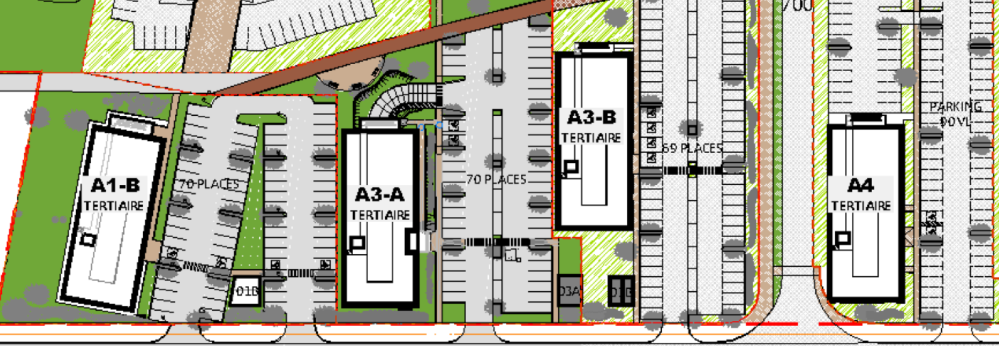 700
A3-B
TERTIAIRE
PARKING
90 VL
69 PLACES
A1-B
TERTIAIRE
70 PLACES
A3-A
TERTIAIRE
70 PLACES
A4
TERTIAIRE
01B
03A